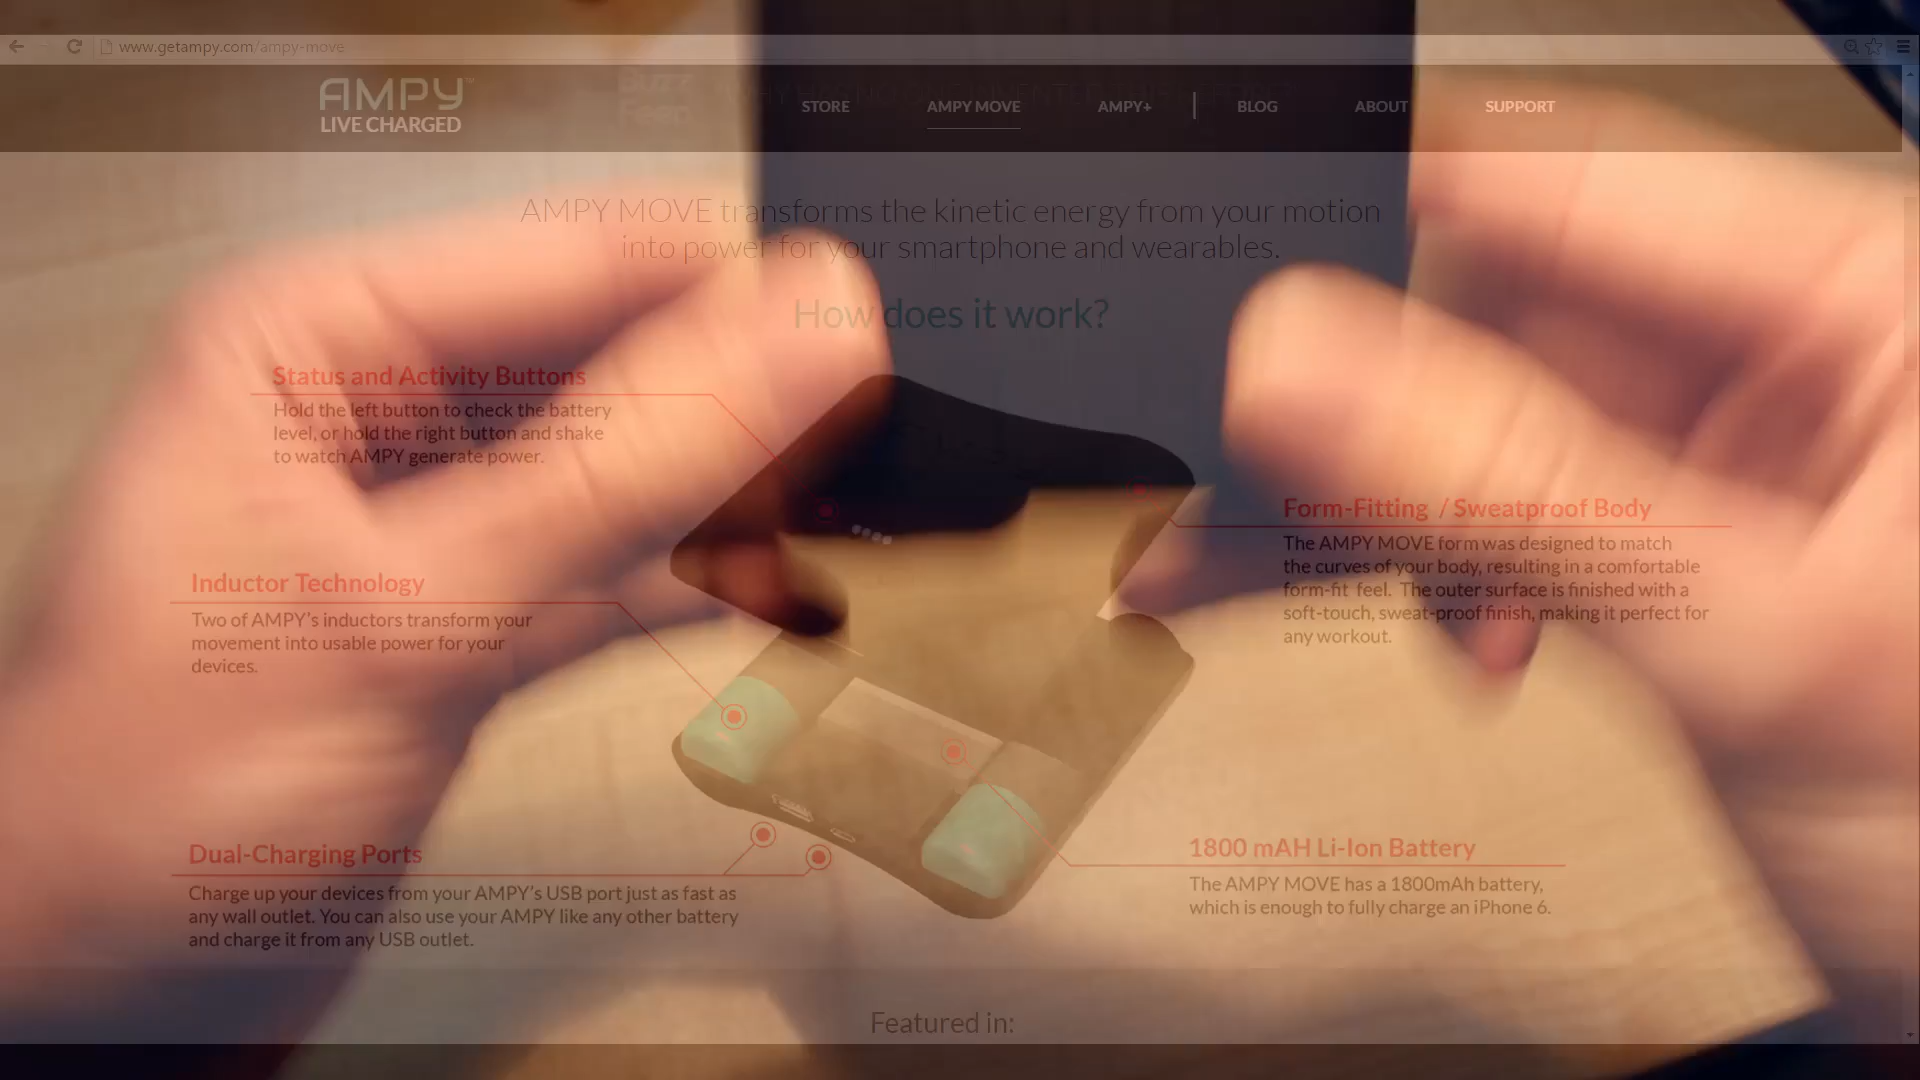 www.getampy.com/ampy-move
AMPY™
LIVE CHARGED
Buzz
Feed
STORE
AMPY MOVE
AMPY+
BLOG
ABOUT
SUPPORT
AMPY MOVE transforms the kinetic energy from your motion
into power for your smartphone and wearables.
How does it work?
Status and Activity Buttons
Hold the left button to check the battery
level, or hold the right button and shake
to watch AMPY generate power.
Form-Fitting / Sweatproof Body
The AMPY MOVE form was designed to match
the curves of your body, resulting in a comfortable
form-fit feel. The outer surface is finished with a
soft-touch, sweat-proof finish, making it perfect for
any workout.
Inductor Technology
Two of AMPY's inductors transform your
movement into usable power for your
devices.
Dual-Charging Ports
Charge up your devices from your AMPY's USB port just as fast as
any wall outlet. You can also use your AMPY like any other battery
and charge it from any USB outlet.
1800 mAH Li-Ion Battery
The AMPY MOVE has a 1800mAh battery,
which is enough to fully charge an iPhone 6.
Featured in: